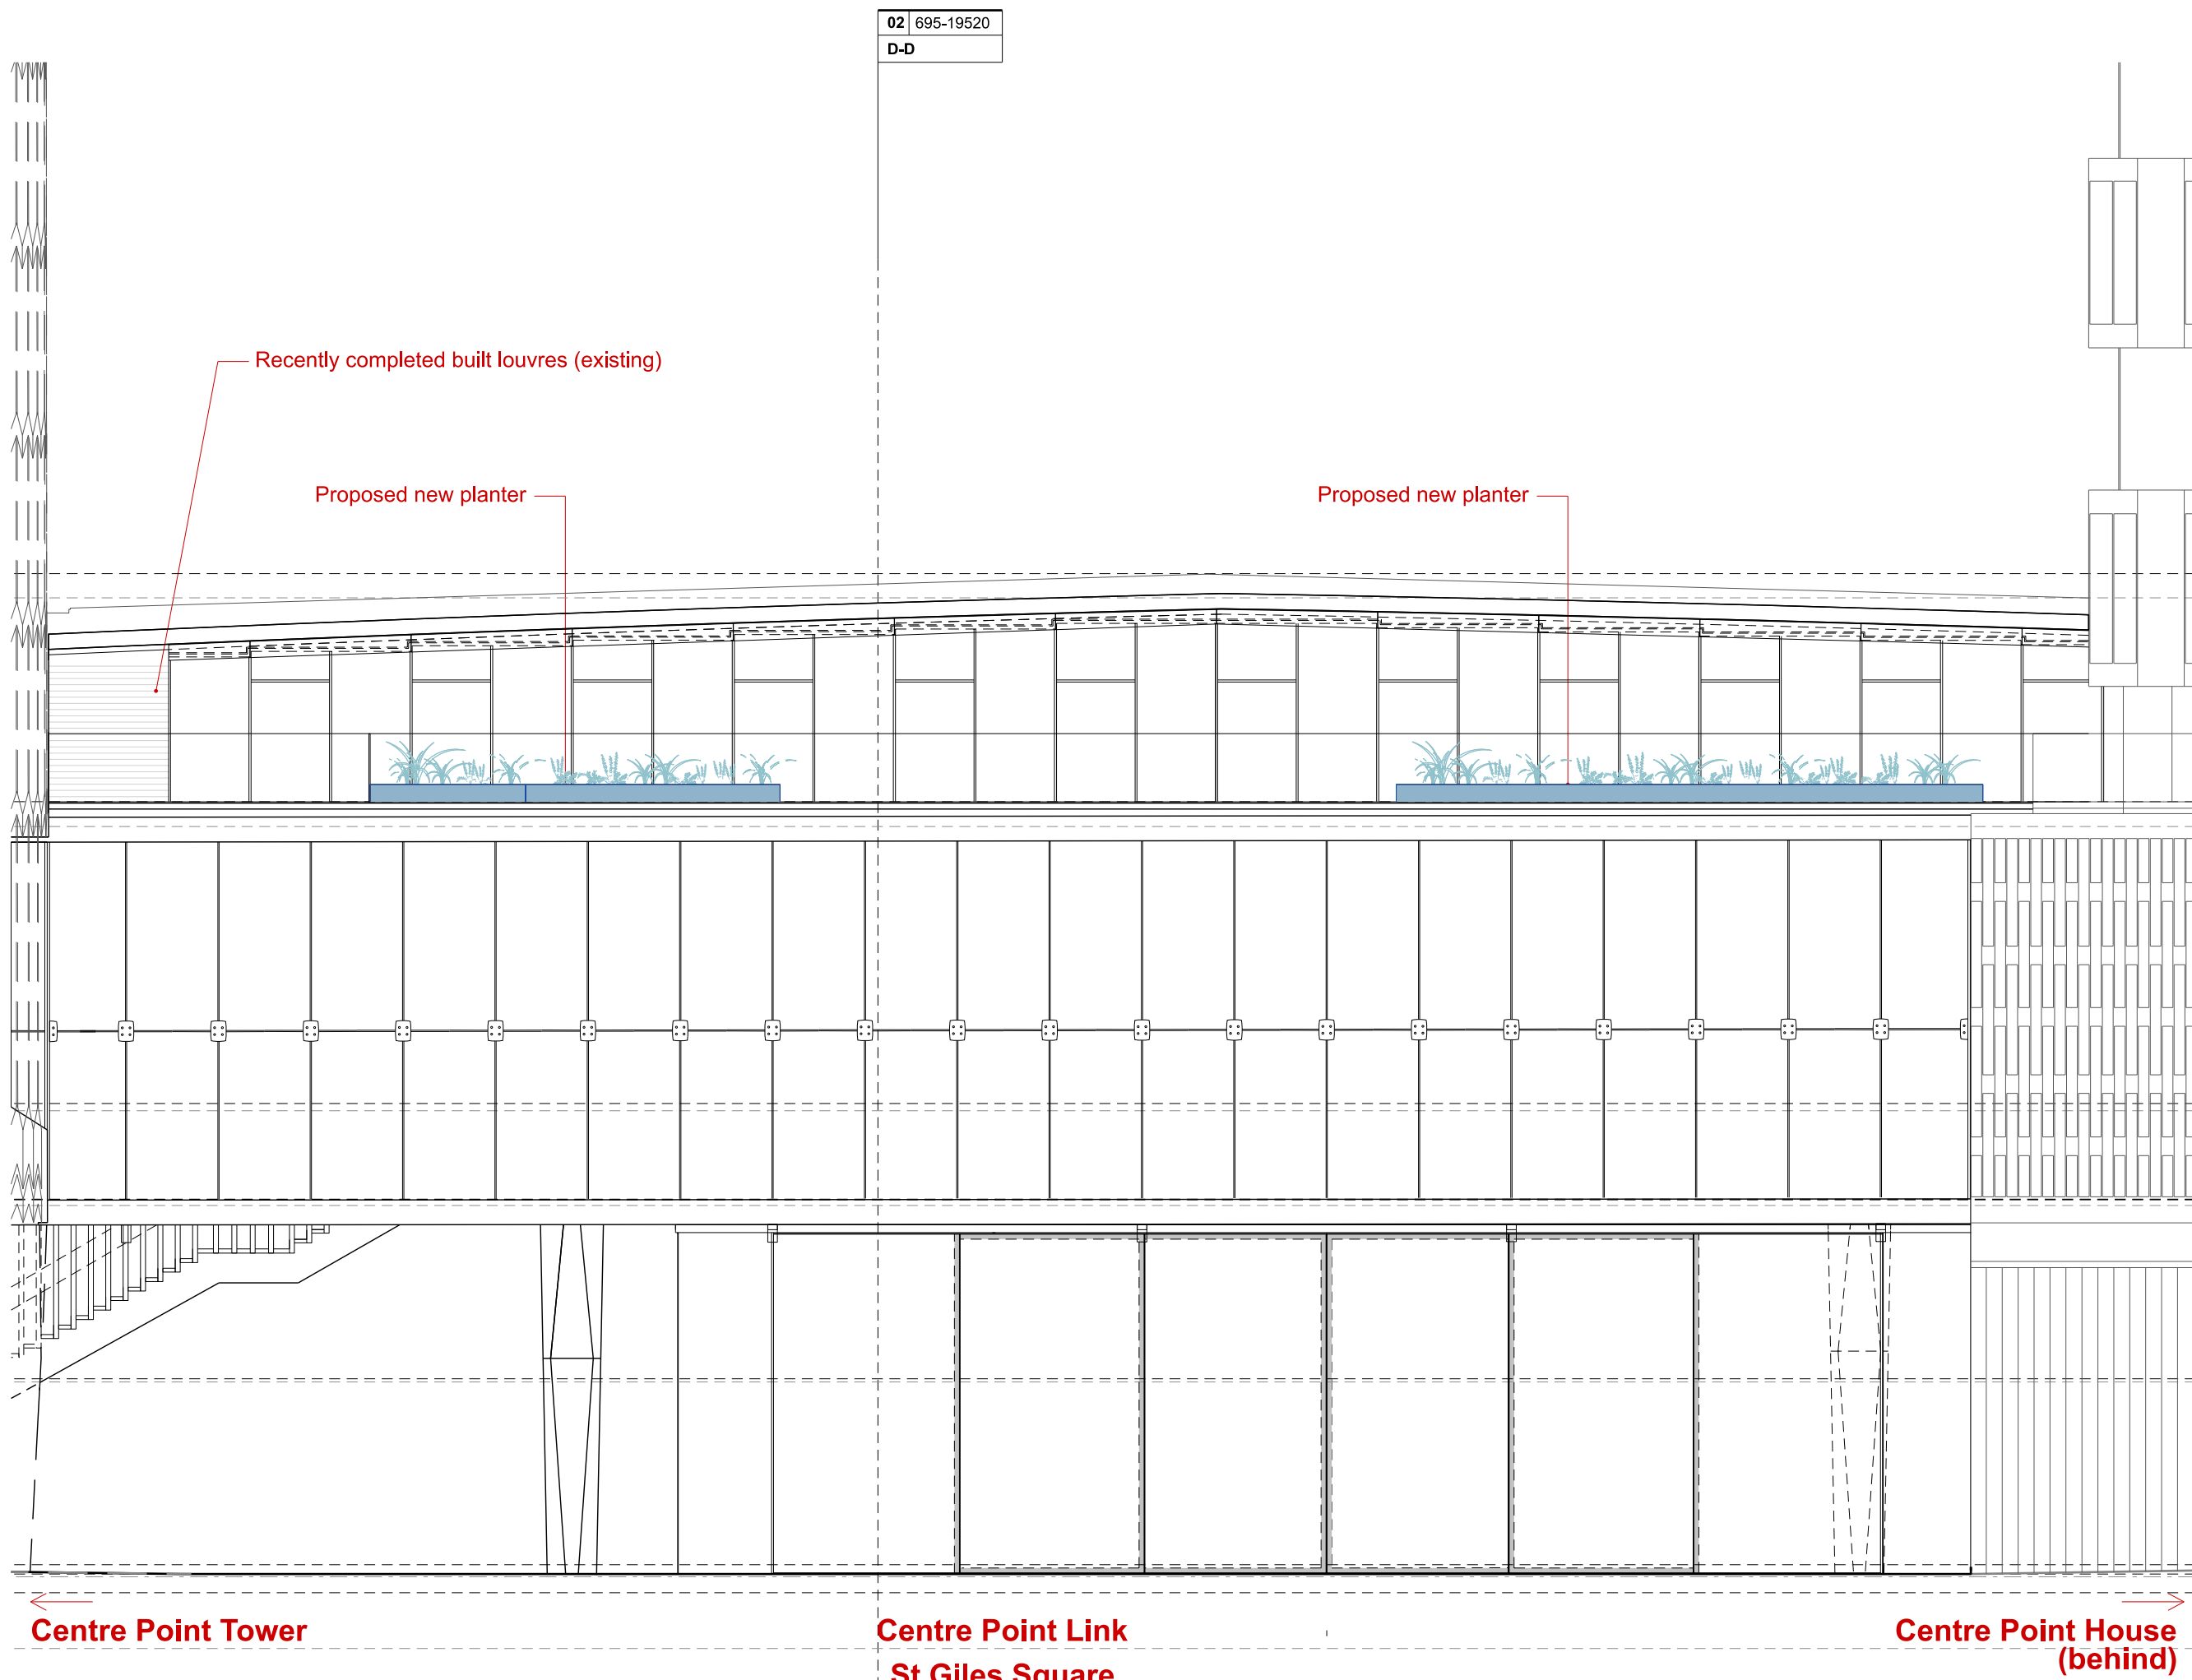 02 695-19520
D-D
Recently completed built louvres (existing)
Proposed new planter
Proposed new planter
Centre Point Tower
Centre Point Link
St Giles Square
Centre Point House
(behind)